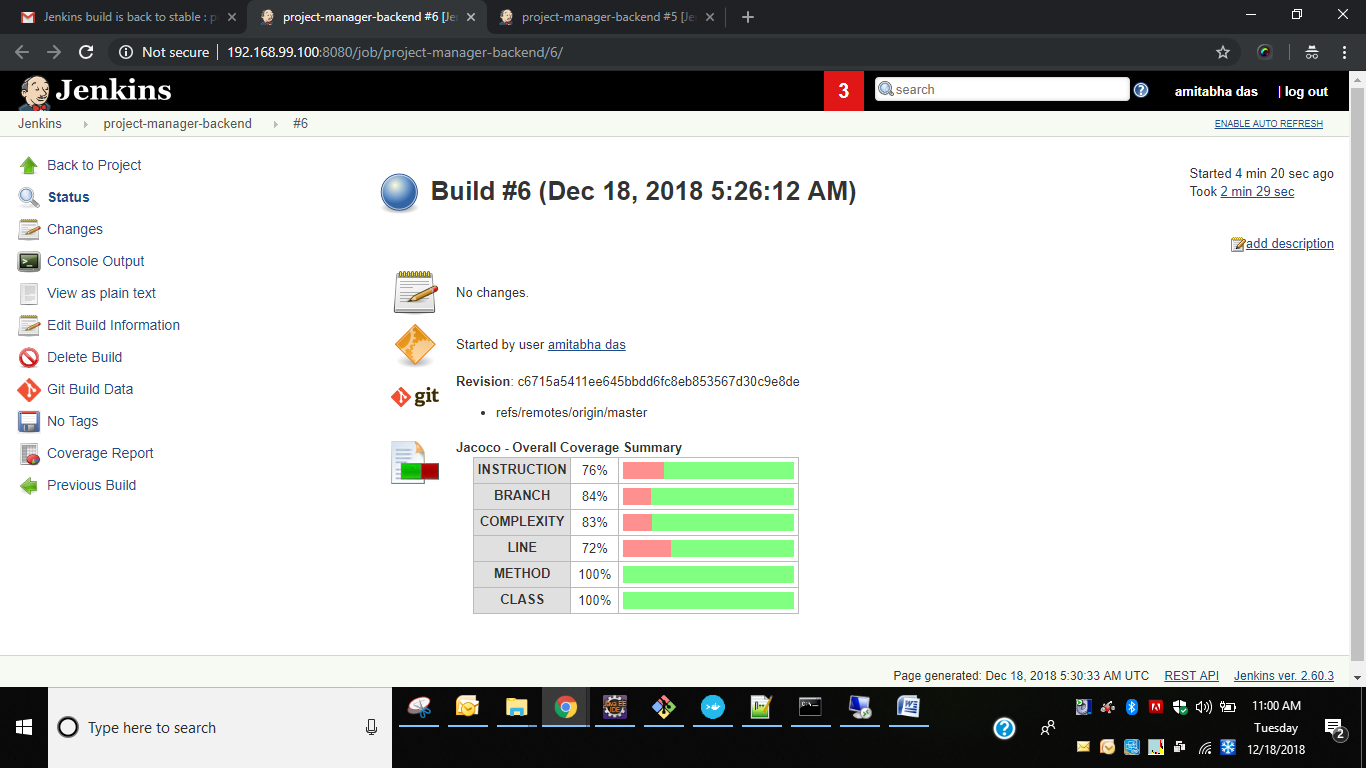 Jenkins build is back to stable : p
project-manager-backend #6 [Je
project-manager-backend #5 [Je
Not secure | 192.168.99.100:8080/job/project-manager-backend/6/
Jenkins
3
search
amitabha das
| log out
Jenkins
project-manager-backend
#6
ENABLE AUTO REFRESH
Back to Project
Status
Changes
Console Output
View as plain text
Edit Build Information
Delete Build
Git Build Data
No Tags
Coverage Report
Previous Build
Build #6 (Dec 18, 2018 5:26:12 AM)
Started 4 min 20 sec ago
Took 2 min 29 sec
add description
No changes.
Started by user amitabha das
git
Revision: c6715a5411ee645bbdd6fc8eb853567d30c9e8de
refs/remotes/origin/master
Jacoco - Overall Coverage Summary
INSTRUCTION 76%
BRANCH 84%
COMPLEXITY 83%
LINE 72%
METHOD 100%
CLASS 100%
Page generated: Dec 18, 2018 5:30:33 AM UTC
REST API
Jenkins ver. 2.60.3
Type here to search
11:00 AM
Tuesday
12/18/2018
2